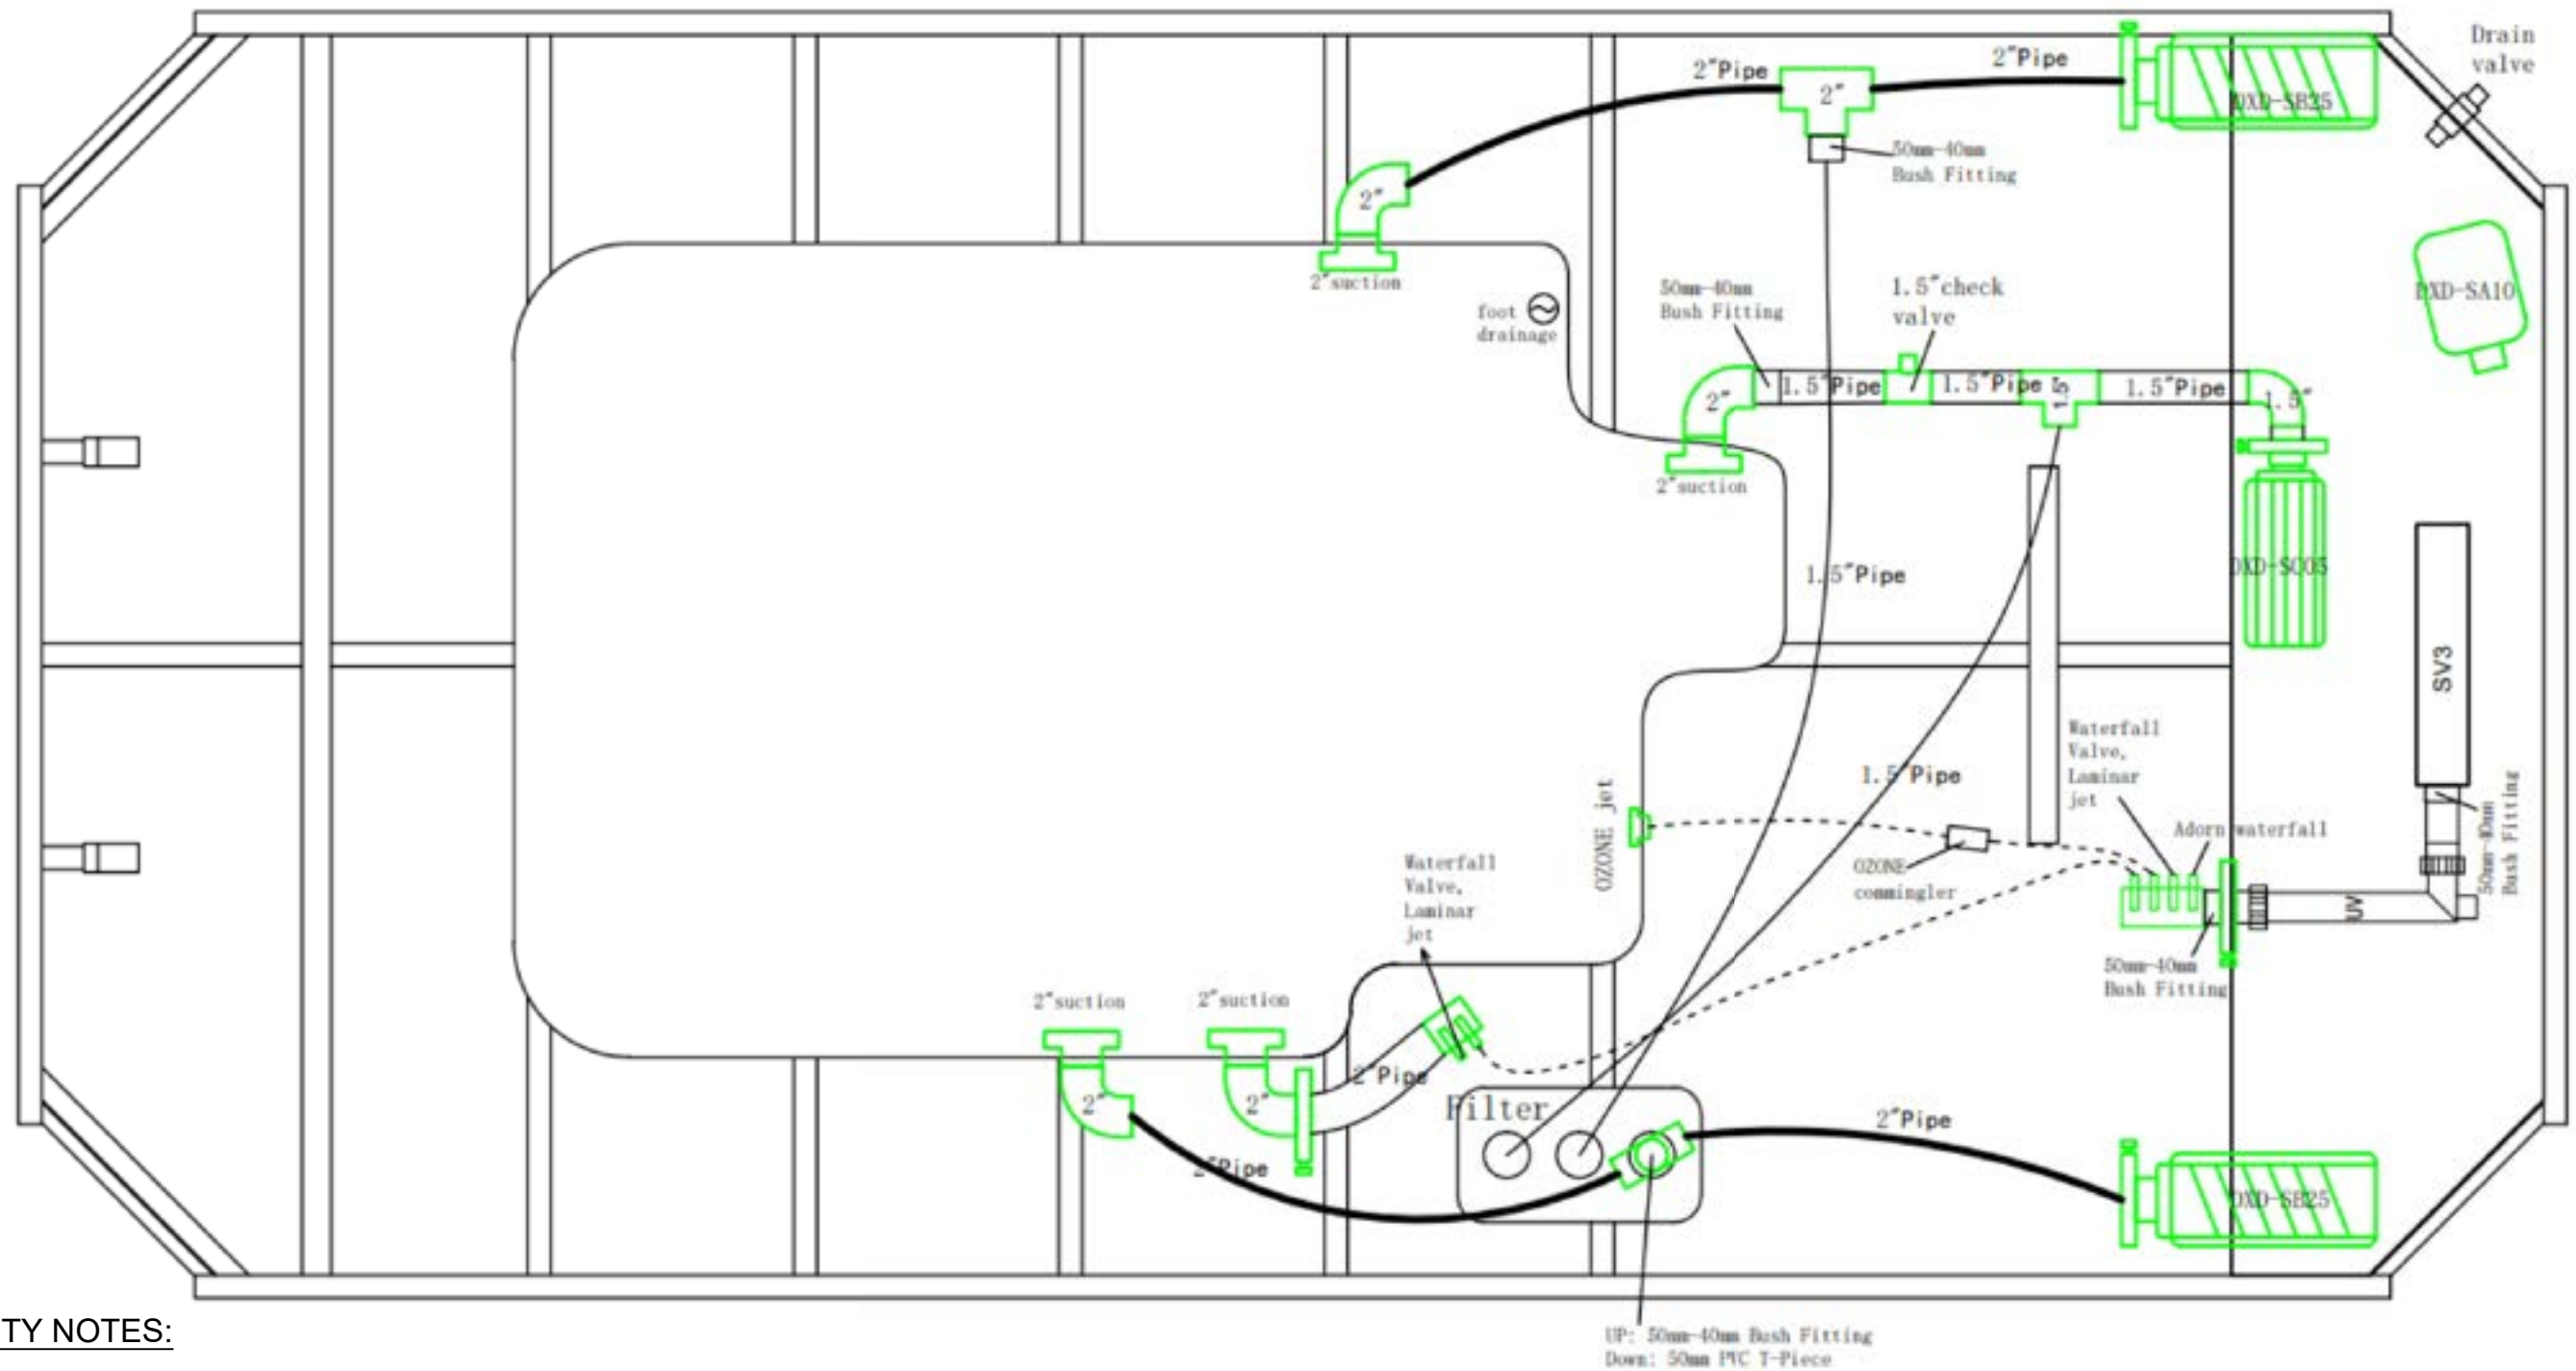 Drain
valve
2"Pipe
2"
2"Pipe
DXD-SB25
50mm-40mm
Bush Fitting
2"
2"suction
foot
drainage
50mm-40mm
Bush Fitting
1.5"check
valve
DXD-SA10
2"
1.5"Pipe
1.5"Pipe
1.5"
1.5"Pipe
1.5"
2"suction
DXD-SC05
1.5"Pipe
SV3
Waterfall
Valve,
Laminar
jet
1.5"Pipe
OZONE jet
Adorn waterfall
50mm-40mm
Bush Fitting
OZONE
commingler
UV
Waterfall
Valve,
Laminar
jet
50mm-40mm
Bush Fitting
2"suction
2"suction
2"
2"
2"Pipe
2"Pipe
Filter
2"Pipe
DXD-SB25
TY NOTES:
UP: 50mm-40mm Bush Fitting
Down: 50mm PVC T-Piece